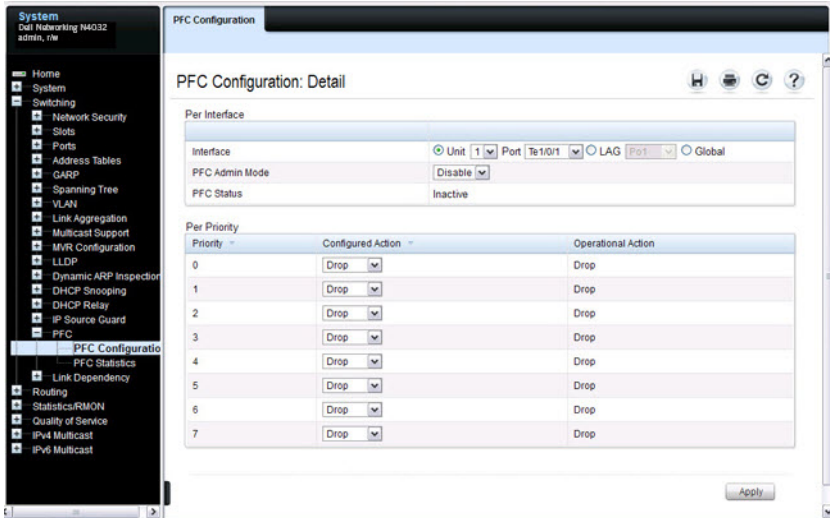 System
Dell Networking N4032
admin, r/w
Home
System
Switching
Network Security
Slots
Ports
Address Tables
GARP
Spanning Tree
VLAN
Link Aggregation
Multicast Support
MVR Configuration
LLDP
Dynamic ARP Inspection
DHCP Snooping
DHCP Relay
IP Source Guard
PFC
PFC Configuratio
PFC Statistics
Link Dependency
Routing
Statistics/RMON
Quality of Service
IPv4 Multicast
IPv6 Multicast
PFC Configuration
PFC Configuration: Detail
?
Per Interface
Interface Unit 1 Port Te1/0/1 LAG Po1 Global
PFC Admin Mode Disable
PFC Status Inactive
Per Priority
Priority Configured Action Operational Action
0 Drop Drop
1 Drop Drop
2 Drop Drop
3 Drop Drop
4 Drop Drop
5 Drop Drop
6 Drop Drop
7 Drop Drop
Apply